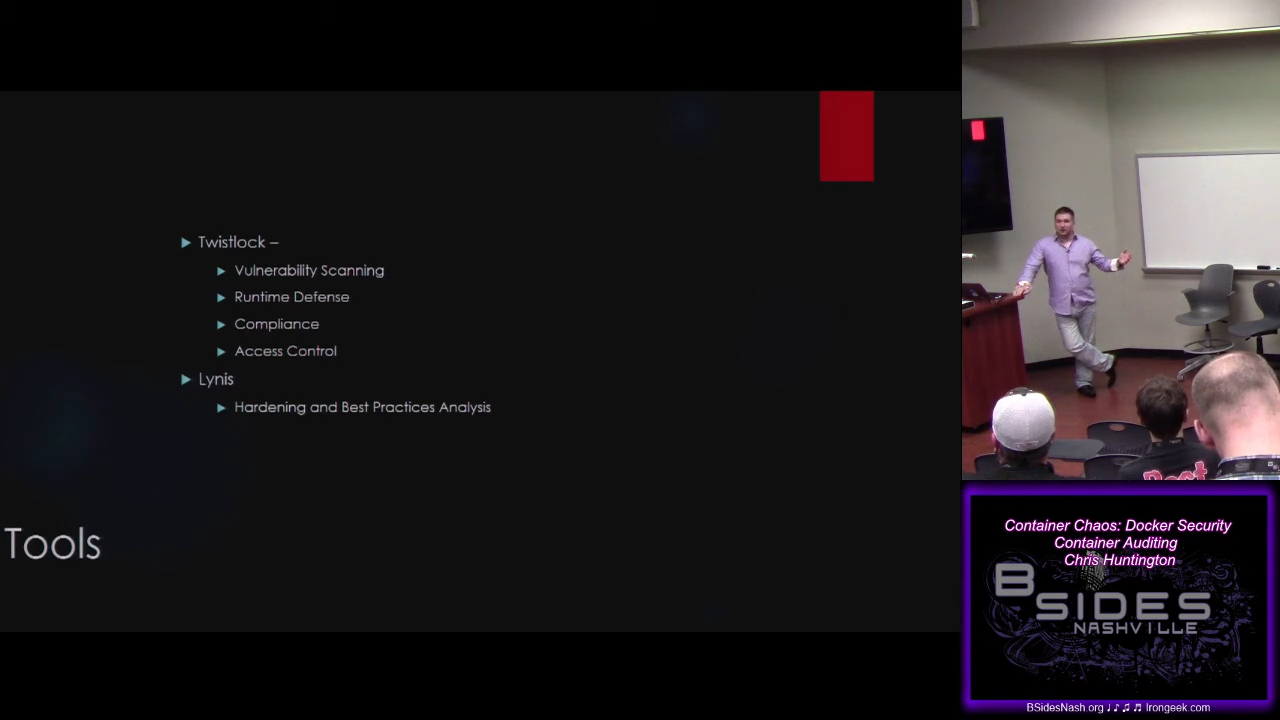 Twistlock –
Vulnerability Scanning
Runtime Defense
Compliance
Access Control
Lynis
Hardening and Best Practices Analysis
Tools
Container Chaos: Docker Security
Container Auditing
Chris Huntington
BSIDES
NASHVILLE
BSidesNash.org ♩ ♪ ♫ ♬ Irongeek.com